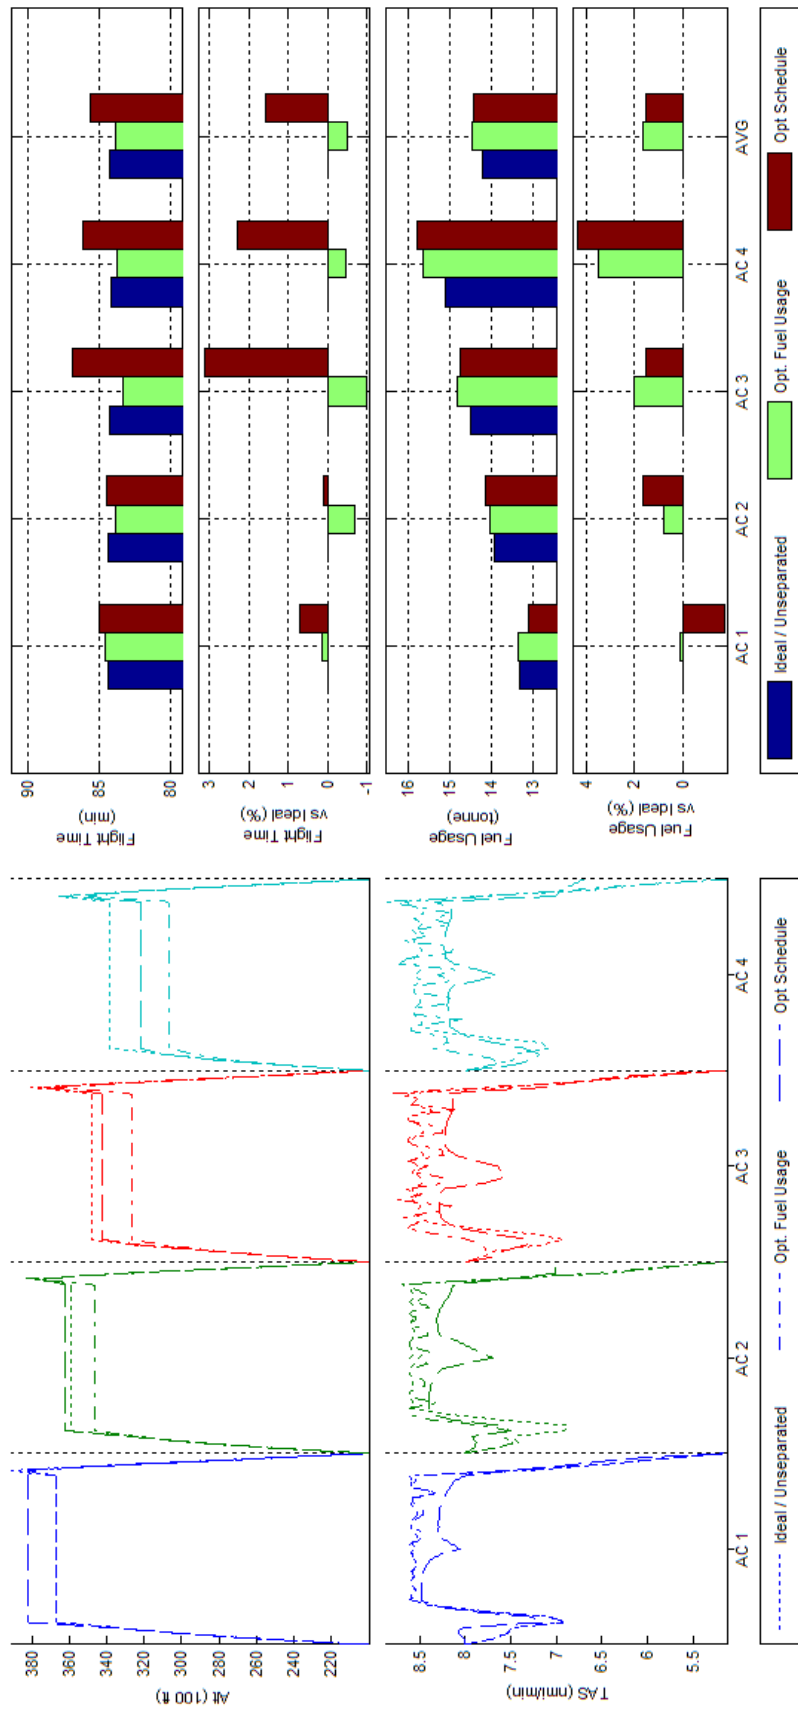 Alt (100 ft)
380
360
340
320
300
280
260
240
220
TAS (nmi/min)
8.5
8
7.5
7
6.5
6
5.5
AC 1
AC 2
AC 3
AC 4
Ideal / Unseparated
Opt. Fuel Usage
Opt Schedule
Flight Time
(min)
90
85
80
Flight Time
vs Ideal (%)
3
2
1
0
-1
Fuel Usage
(tonne)
16
15
14
13
Fuel Usage
vs Ideal (%)
4
2
0
AC 1
AC 2
AC 3
AC 4
AVG
Ideal / Unseparated
Opt. Fuel Usage
Opt Schedule